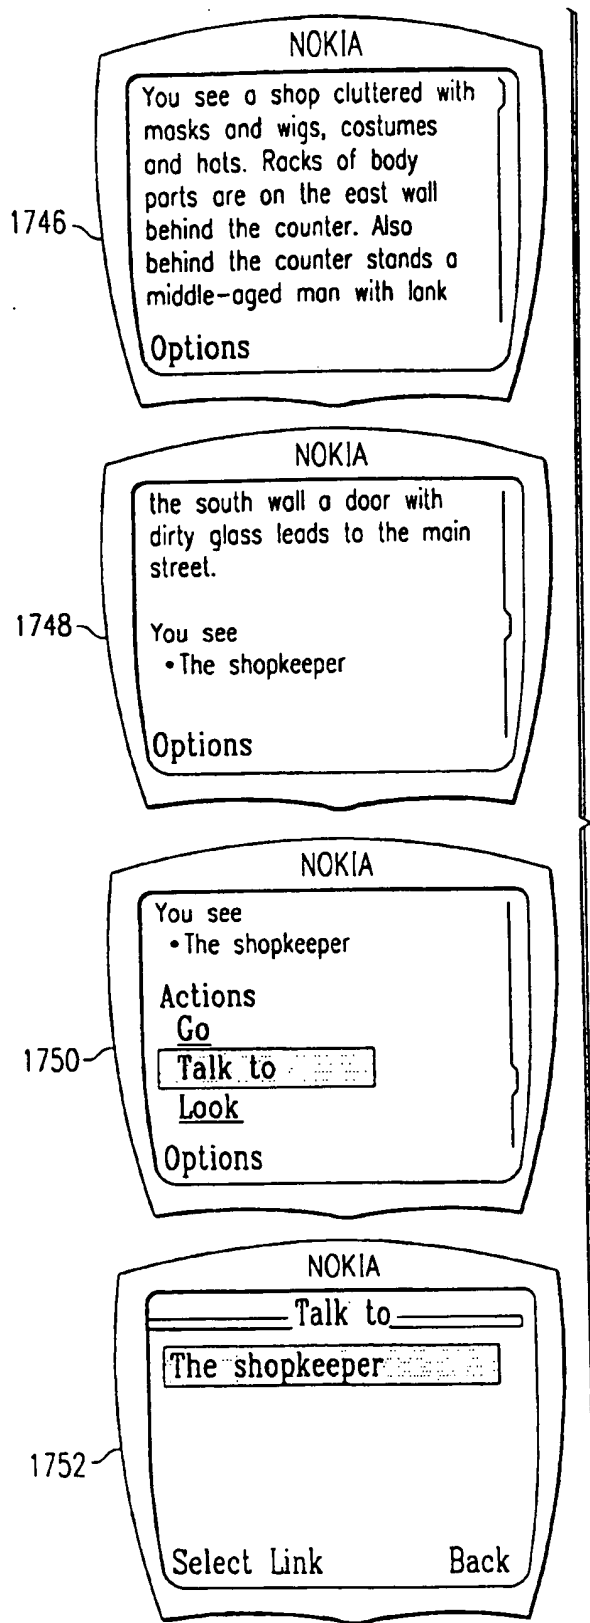 NOKIA
You see a shop cluttered with
masks and wigs, costumes
and hats. Racks of body
parts are on the east wall
behind the counter. Also
behind the counter stands a
middle-aged man with lank
Options
1746
NOKIA
the south wall a door with
dirty glass leads to the main
street.
You see
• The shopkeeper
Options
1748
NOKIA
You see
• The shopkeeper
Actions
Go
Talk to
Look
Options
1750
NOKIA
Talk to
The shopkeeper
Select Link Back
1752